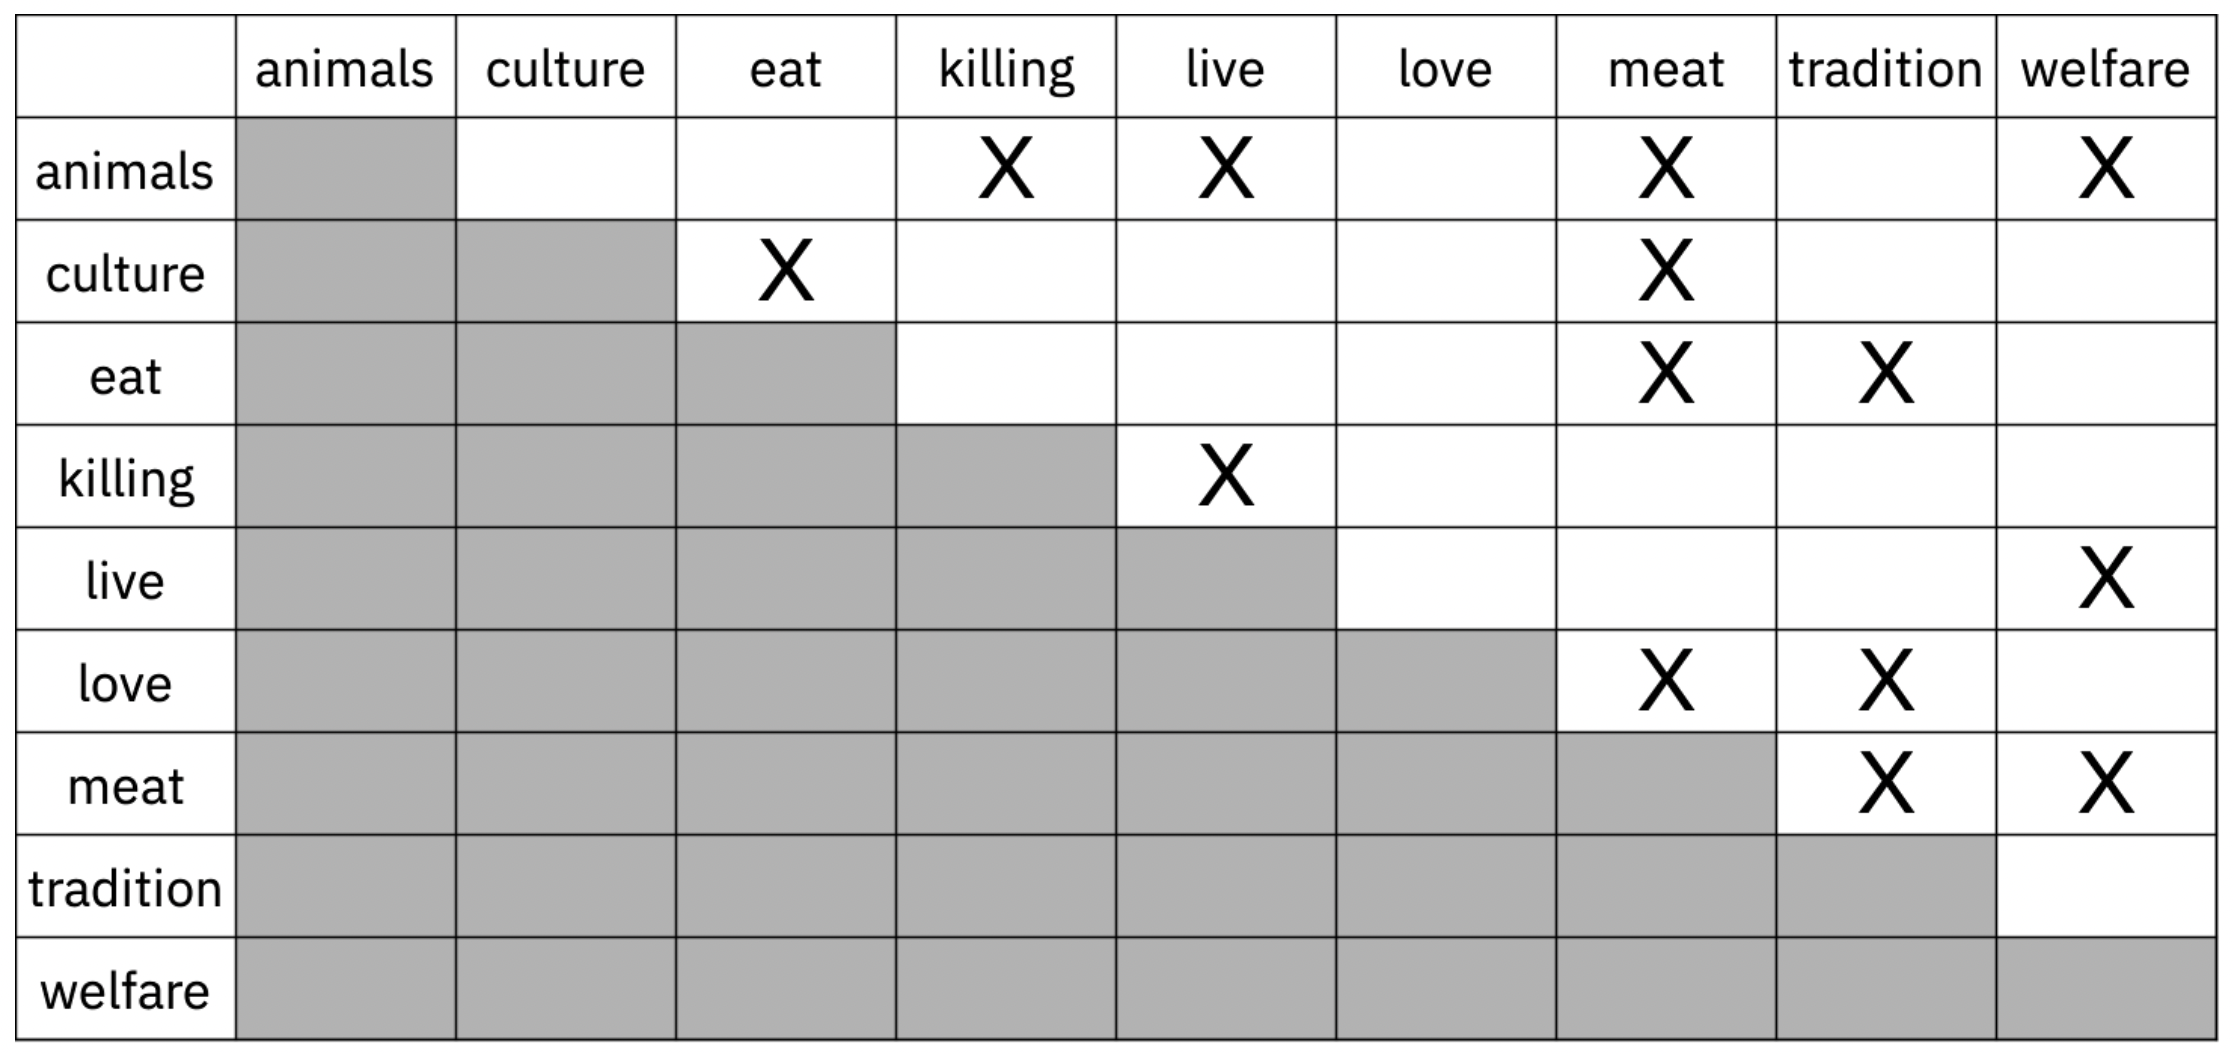 animals culture eat killing live love meat tradition welfare
animals X X X X
culture X X
eat X X
killing X
live X
love X X
meat X X
tradition
welfare